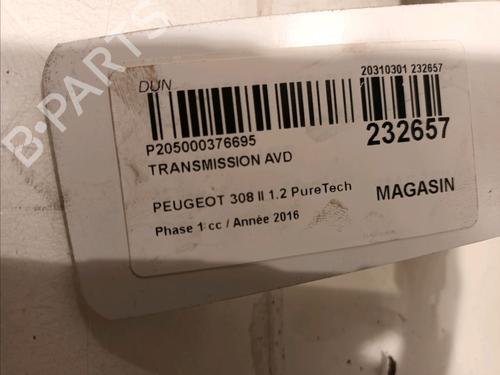 B-PARTS
DUN
20310301 232657
P205000376695
232657
TRANSMISSION AVD
PEUGEOT 308 II 1.2 PureTech
MAGASIN
Phase 1 cc / Année 2016